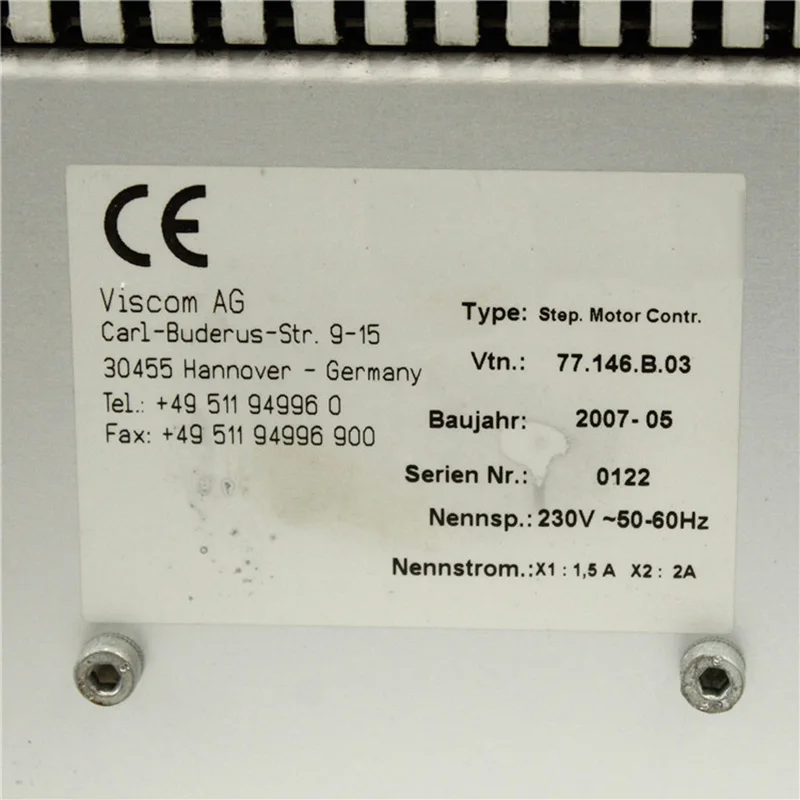 CE
Viscom AG
Carl-Buderus-Str. 9-15
30455 Hannover - Germany
Tel.: +49 511 94996 0
Fax: +49 511 94996 900
Type: Step. Motor Contr.
Vtn.: 77.146.B.03
Baujahr: 2007-05
Serien Nr.: 0122
Nennsp.: 230V ~50-60Hz
Nennstrom.: X1 : 1,5 A X2 : 2A